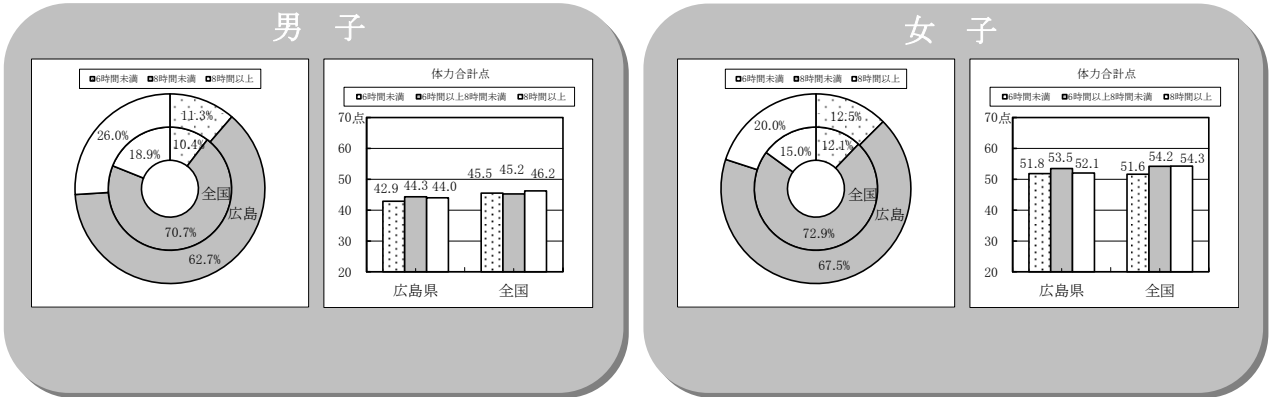 男 子
6時間未満 8時間未満 8時間以上
11.3%
26.0%
10.4%
18.9%
全国
広島
70.7%
62.7%
体力合計点
6時間未満 6時間以上8時間未満 8時間以上
70点
60
50
40
30
20
42.9 44.3 44.0
45.5 45.2 46.2
広島県 全国
女 子
6時間未満 8時間未満 8時間以上
12.5%
20.0%
12.1%
15.0%
全国
広島
72.9%
67.5%
体力合計点
6時間未満 6時間以上8時間未満 8時間以上
70点
60
50
40
30
20
51.8 53.5 52.1
51.6 54.2 54.3
広島県 全国